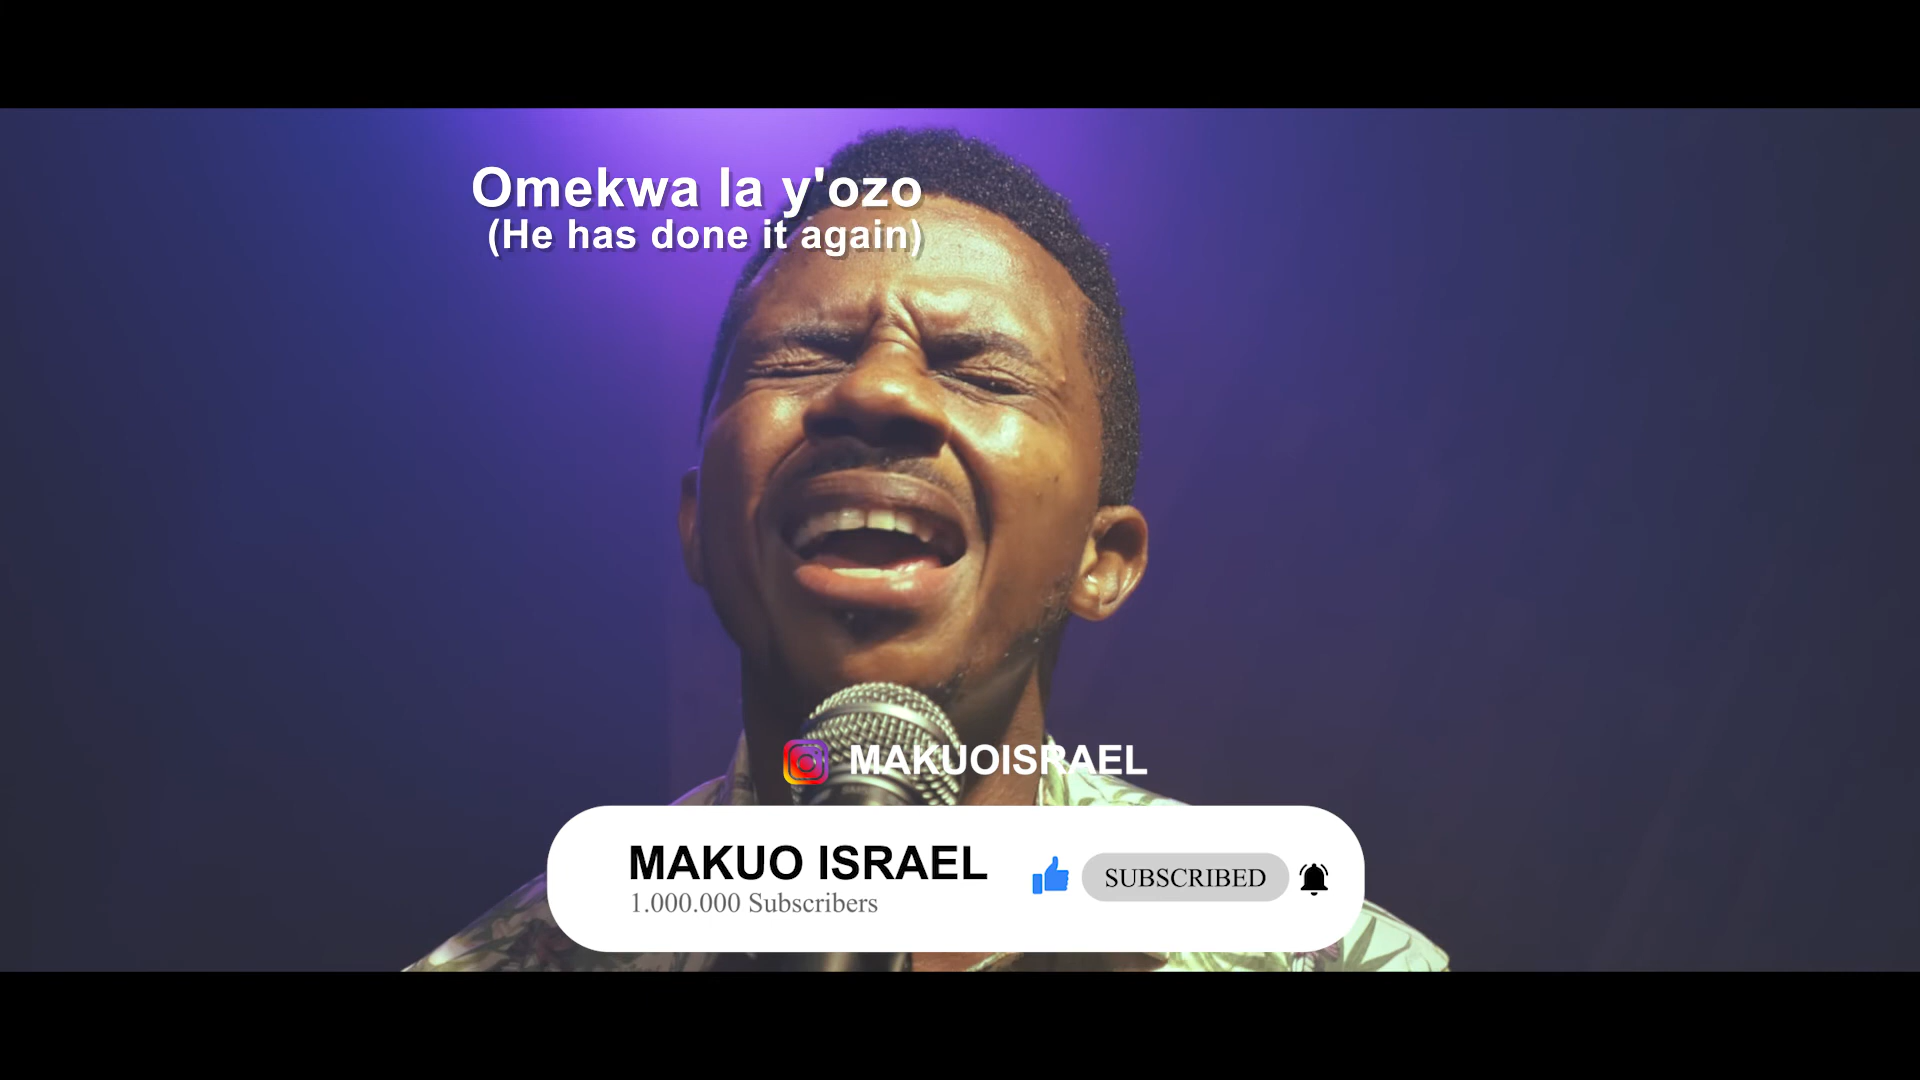 Omekwa la y'ozo
(He has done it again)
MAKUOISRAEL
MAKUO ISRAEL
1.000.000 Subscribers
SUBSCRIBED